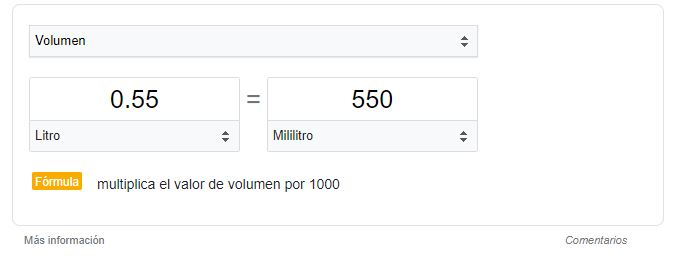 Volumen
0.55 = 550
Litro Mililitro
Fórmula multiplica el valor de volumen por 1000
Más información Comentarios